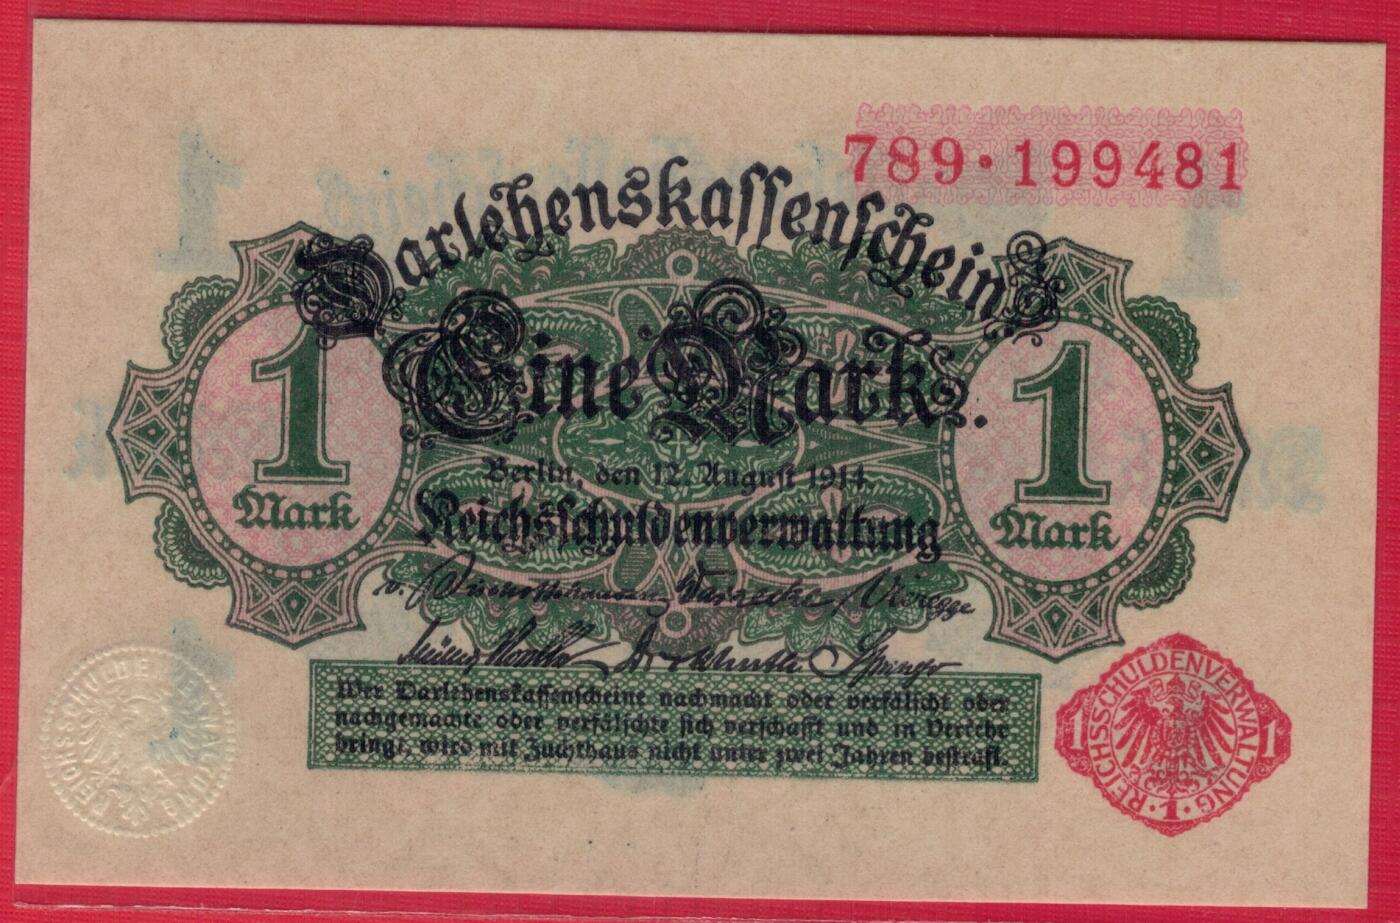 789·199481
Darlehenskassenschein
Eine Mark.
1
Mark
1
Mark
Berlin, den 12. August 1914.
Reichsschuldenverwaltung
Wer Darlehenskassenscheine nachmacht oder verfälscht oder
nachgemachte oder verfälschte sich verschafft und in Verkehr
bringt, wird mit Zuchthaus nicht unter zwei Jahren bestraft.
REICHSSCHULDENVERWALTUNG
REICHSSCHULDENVERWALTUNG
1 1
·1·